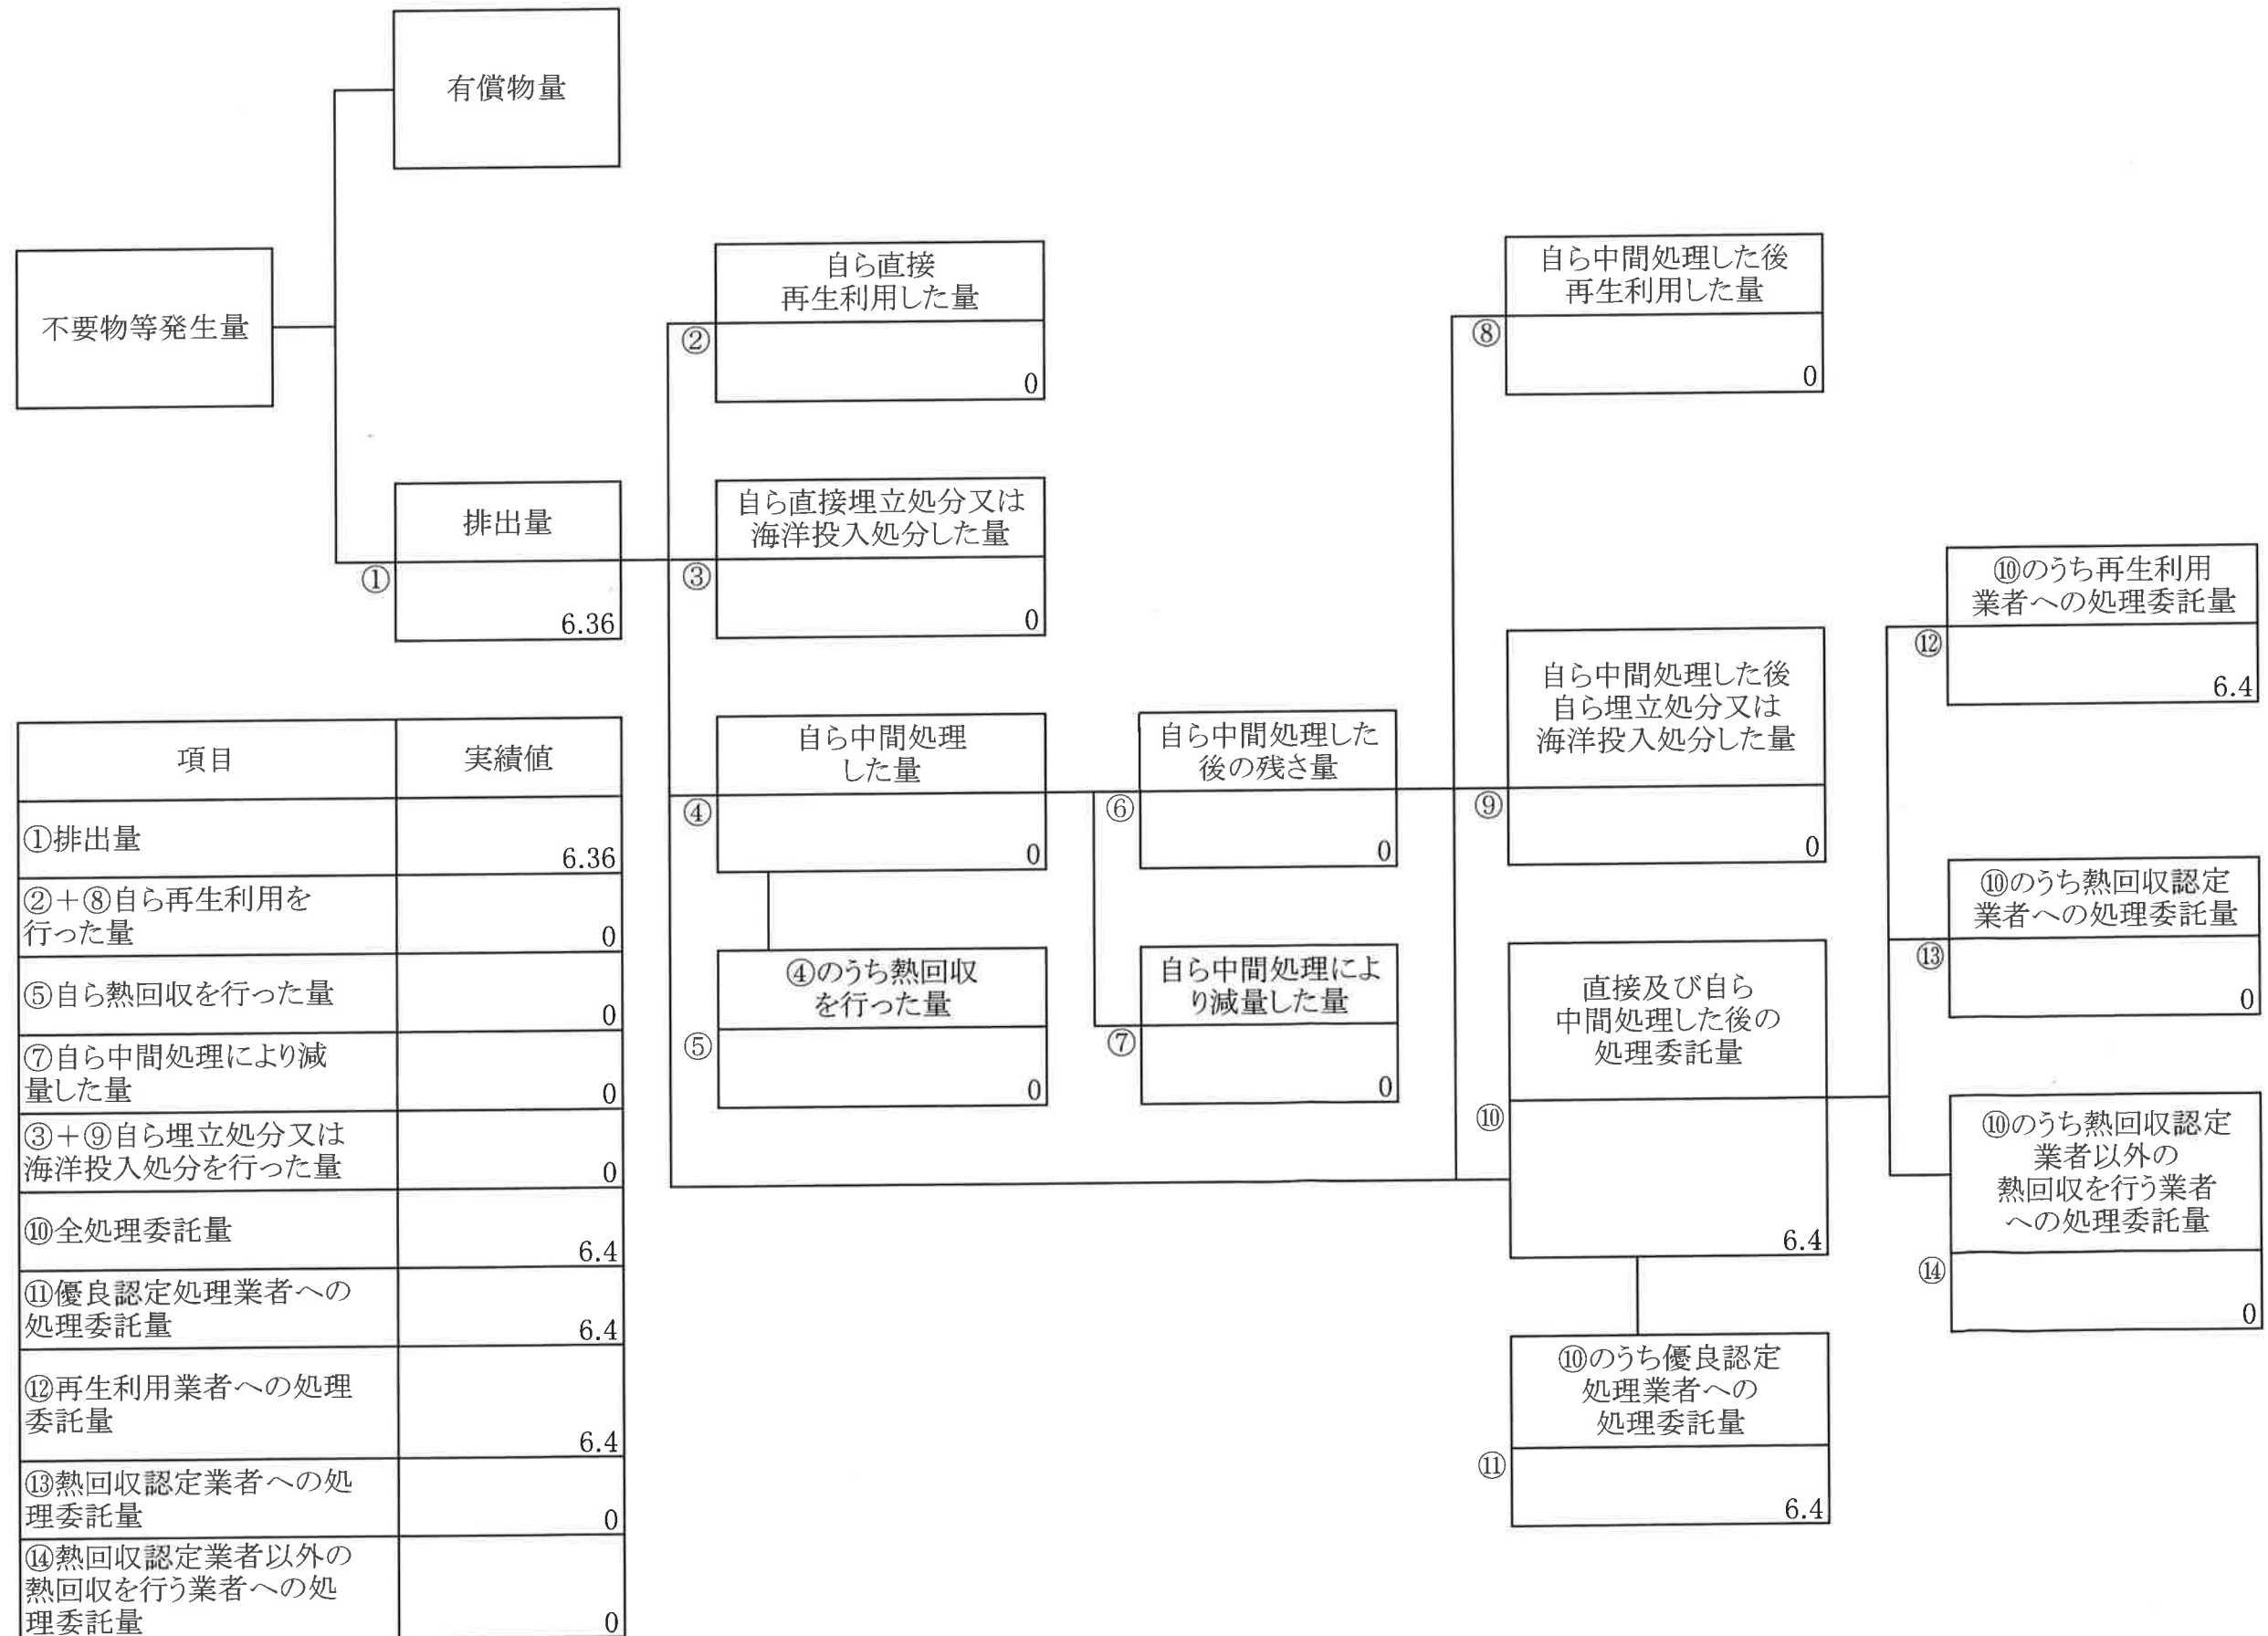 有償物量
不要物等発生量
排出量
①
6.36
自ら直接
再生利用した量
②
0
自ら直接埋立処分又は
海洋投入処分した量
③
0
自ら中間処理
した量
④
0
④のうち熱回収
を行った量
⑤
0
自ら中間処理した
後の残さ量
⑥
0
自ら中間処理によ
り減量した量
⑦
0
自ら中間処理した後
再生利用した量
⑧
0
自ら中間処理した後
自ら埋立処分又は
海洋投入処分した量
⑨
0
直接及び自ら
中間処理した後の
処理委託量
⑩
6.4
⑩のうち優良認定
処理業者への
処理委託量
⑪
6.4
⑩のうち再生利用
業者への処理委託量
⑫
6.4
⑩のうち熱回収認定
業者への処理委託量
⑬
0
⑩のうち熱回収認定
業者以外の
熱回収を行う業者
への処理委託量
⑭
0
項目 実績値
①排出量
6.36
②+⑧自ら再生利用を
行った量
0
⑤自ら熱回収を行った量
0
⑦自ら中間処理により減
量した量
0
③+⑨自ら埋立処分又は
海洋投入処分を行った量
0
⑩全処理委託量
6.4
⑪優良認定処理業者への
処理委託量
6.4
⑫再生利用業者への処理
委託量
6.4
⑬熱回収認定業者への処
理委託量
0
⑭熱回収認定業者以外の
熱回収を行う業者への処
理委託量
0